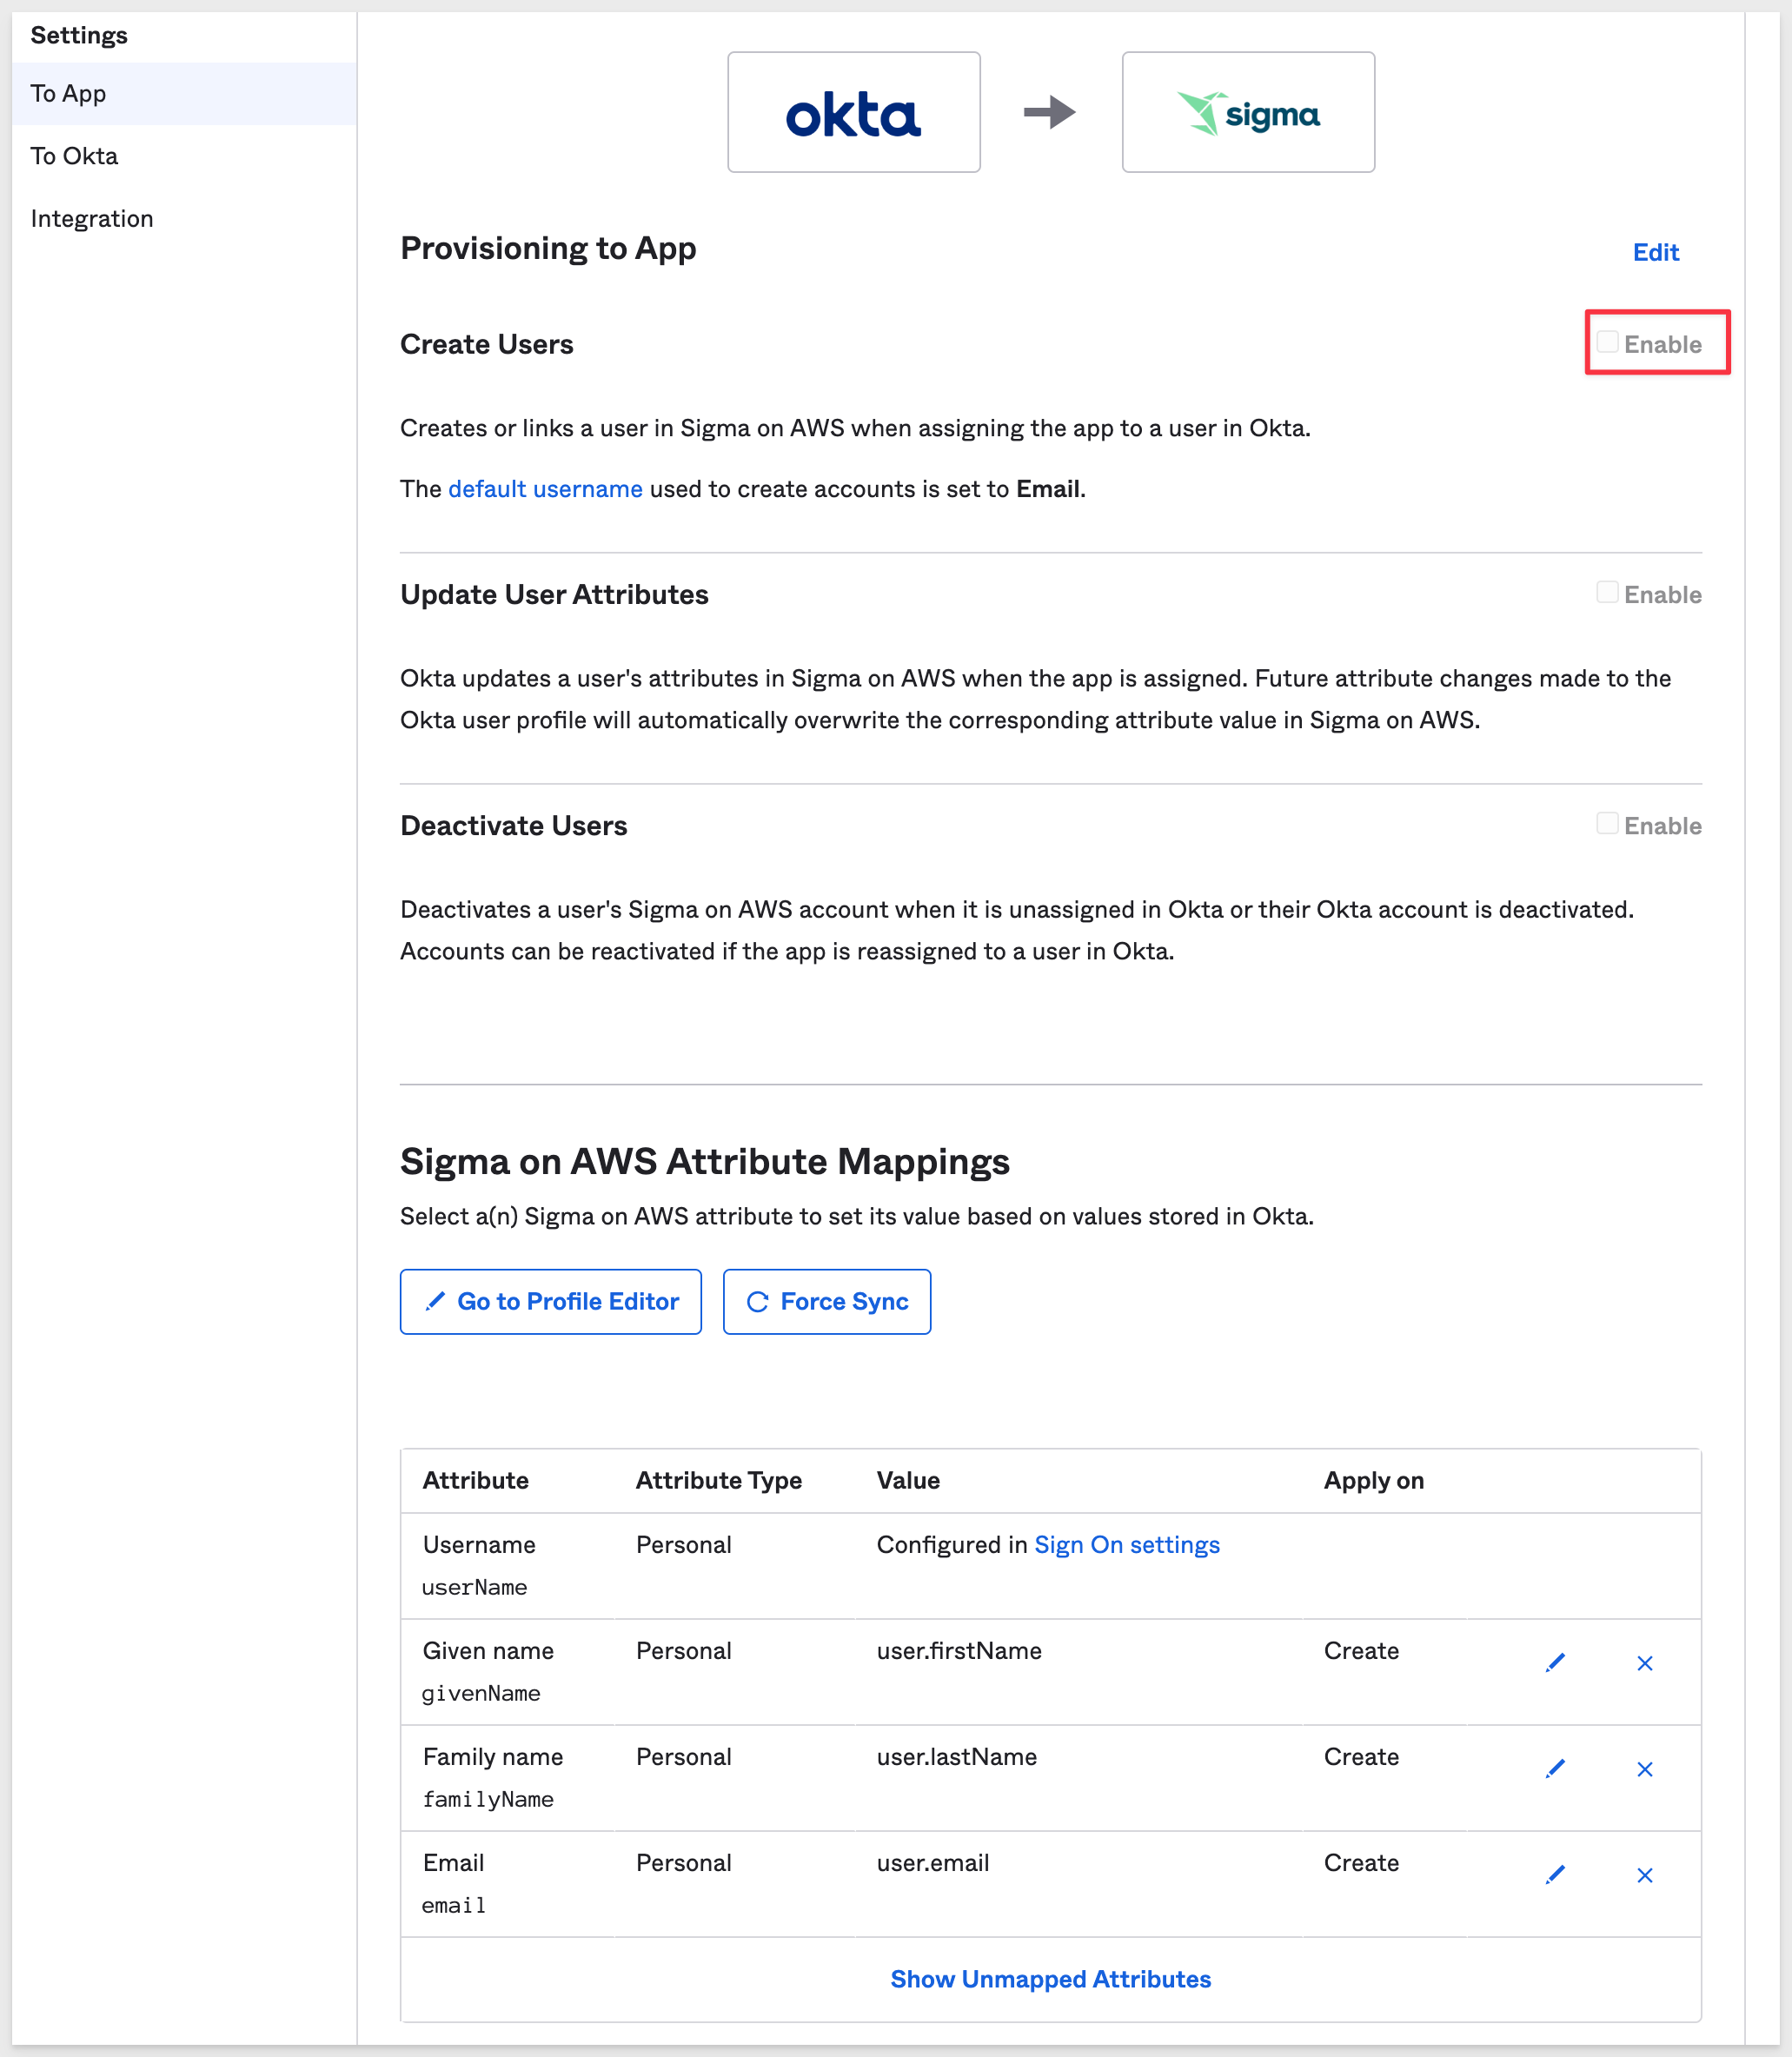 Settings
To App
To Okta
Integration
okta
sigma
Provisioning to App
Edit
Create Users
Enable
Creates or links a user in Sigma on AWS when assigning the app to a user in Okta.
The default username used to create accounts is set to Email.
Update User Attributes
Enable
Okta updates a user's attributes in Sigma on AWS when the app is assigned. Future attribute changes made to the
Okta user profile will automatically overwrite the corresponding attribute value in Sigma on AWS.
Deactivate Users
Enable
Deactivates a user's Sigma on AWS account when it is unassigned in Okta or their Okta account is deactivated.
Accounts can be reactivated if the app is reassigned to a user in Okta.
Sigma on AWS Attribute Mappings
Select a(n) Sigma on AWS attribute to set its value based on values stored in Okta.
Go to Profile Editor
Force Sync
Attribute Attribute Type Value Apply on
Username Personal Configured in Sign On settings
userName
Given name Personal user.firstName Create
givenName
Family name Personal user.lastName Create
familyName
Email Personal user.email Create
email
Show Unmapped Attributes